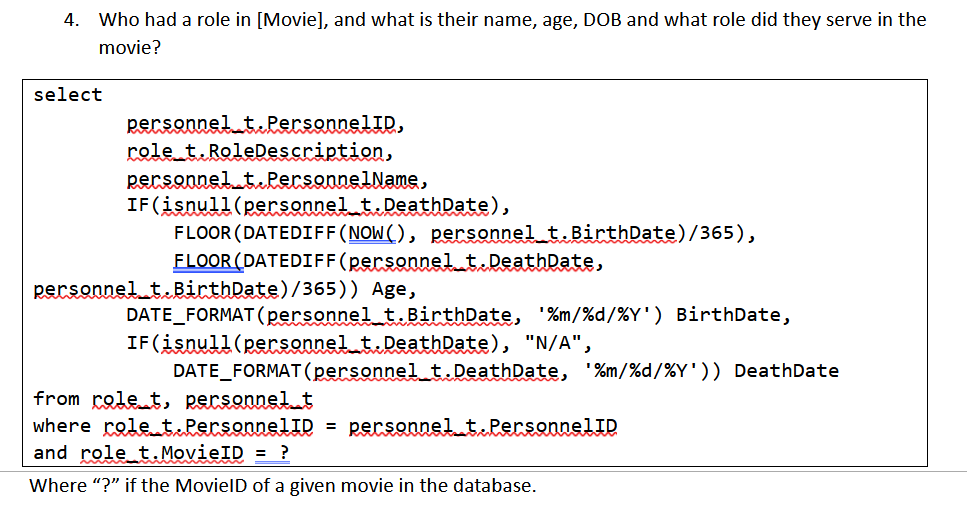 4. Who had a role in [Movie], and what is their name, age, DOB and what role did they serve in the
movie?
select
personnel_t.PersonnelID,
role_t.RoleDescription,
personnel_t.PersonnelName,
IF(isnull(personnel_t.DeathDate),
FLOOR(DATEDIFF(NOW(), personnel_t.BirthDate)/365),
FLOOR(DATEDIFF(personnel_t.DeathDate,
personnel_t.BirthDate)/365)) Age,
DATE_FORMAT(personnel_t.BirthDate, '%m/%d/%Y') BirthDate,
IF(isnull(personnel_t.DeathDate), "N/A",
DATE_FORMAT(personnel_t.DeathDate, '%m/%d/%Y')) DeathDate
from role_t, personnel_t
where role_t.PersonnelID = personnel_t.PersonnelID
and role_t.MovieID = ?
Where “?” if the MovieID of a given movie in the database.